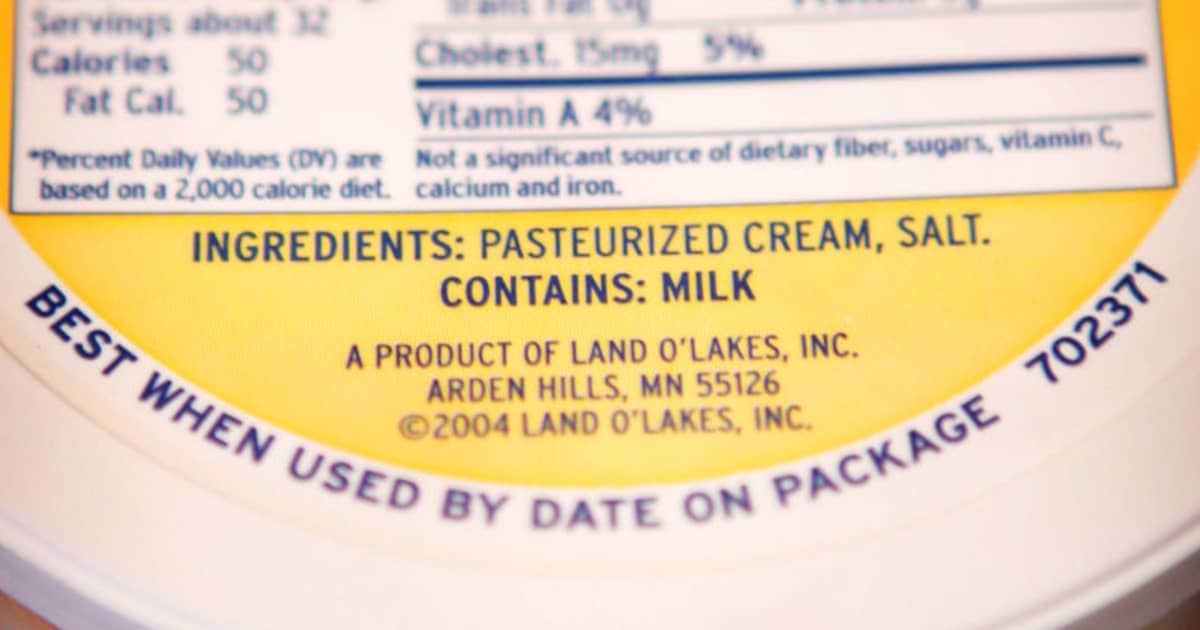 Servings about 32
Calories 50
Fat Cal. 50
*Percent Daily Values (DV) are
based on a 2,000 calorie diet.
Trans Fat 0g
Cholest. 15mg 5%
Vitamin A 4%
Not a significant source of dietary fiber, sugars, vitamin C,
calcium and iron.
INGREDIENTS: PASTEURIZED CREAM, SALT.
CONTAINS: MILK
A PRODUCT OF LAND O'LAKES, INC.
ARDEN HILLS, MN 55126
©2004 LAND O'LAKES, INC.
BEST WHEN USED BY DATE ON PACKAGE 702371